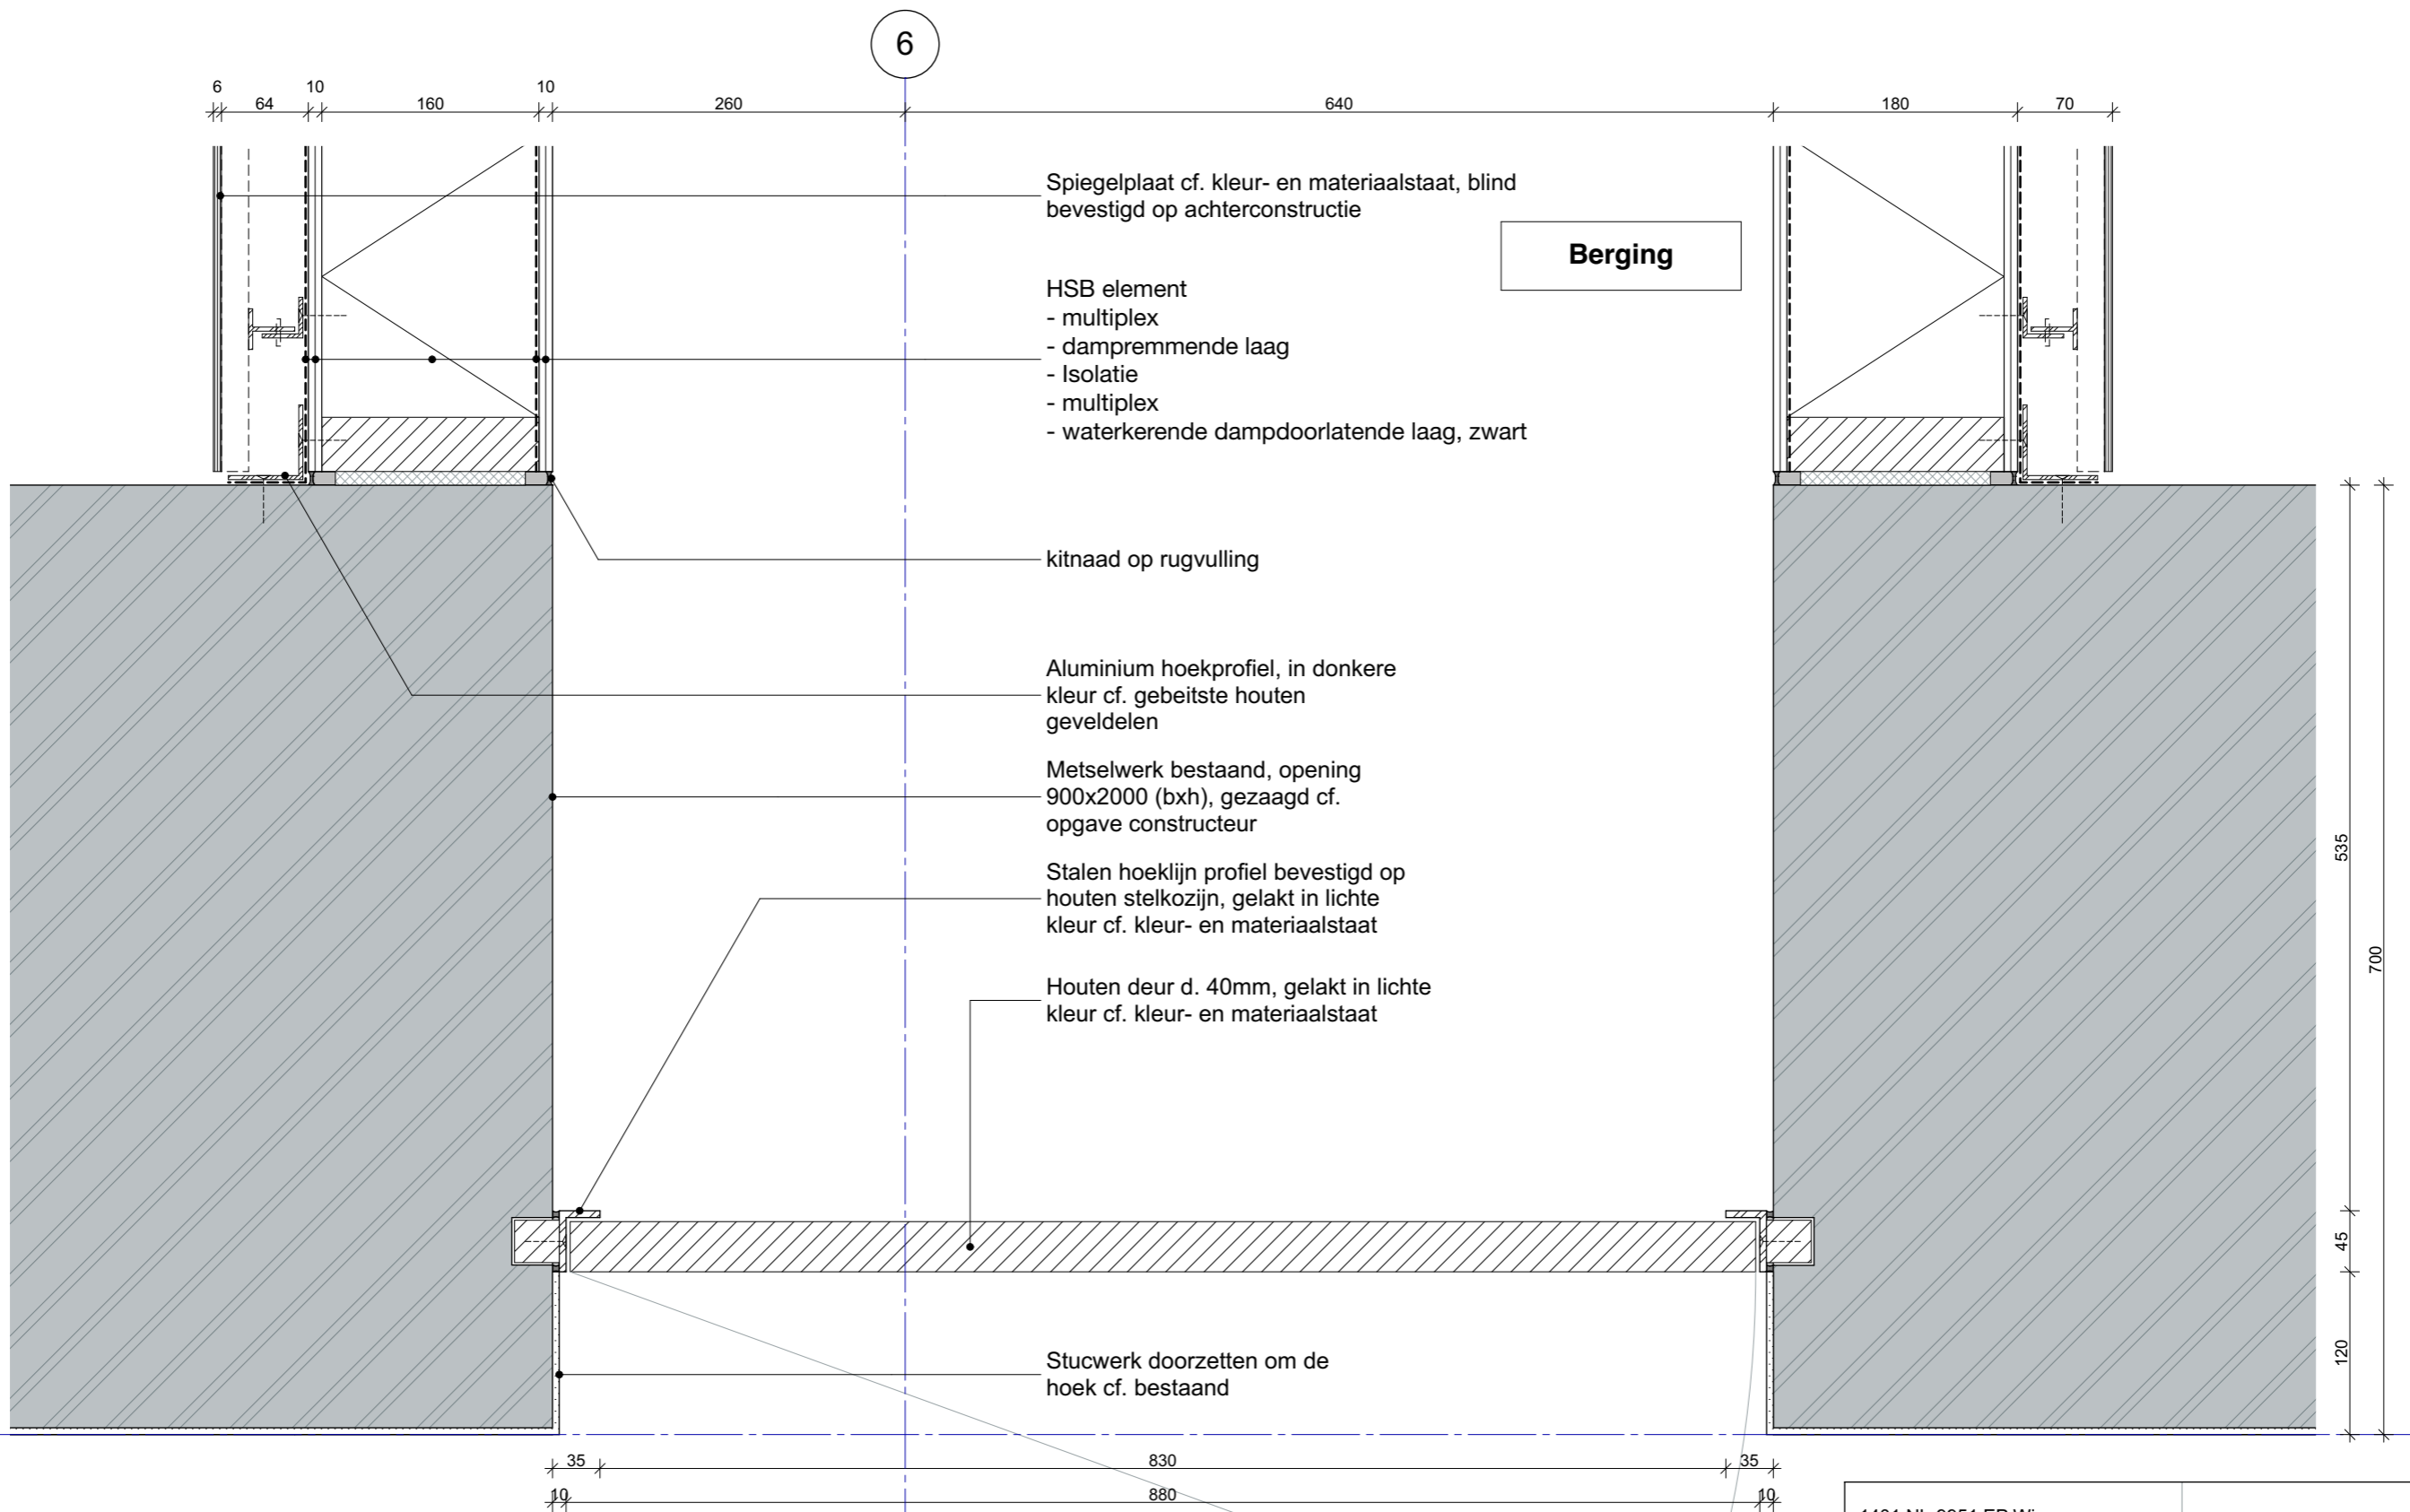 6
6
64
10
160
10
260
640
180
70
Spiegelplaat cf. kleur- en materiaalstaat, blind
bevestigd op achterconstructie
Berging
HSB element
- multiplex
- dampremmende laag
- Isolatie
- multiplex
- waterkerende dampdoorlatende laag, zwart
kitnaad op rugvulling
Aluminium hoekprofiel, in donkere
kleur cf. gebeitste houten
geveldelen
Metselwerk bestaand, opening
900x2000 (bxh), gezaagd cf.
opgave constructeur
Stalen hoeklijn profiel bevestigd op
houten stelkozijn, gelakt in lichte
kleur cf. kleur- en materiaalstaat
Houten deur d. 40mm, gelakt in lichte
kleur cf. kleur- en materiaalstaat
Stucwerk doorzetten om de
hoek cf. bestaand
535
700
45
120
35
830
35
10
880
10